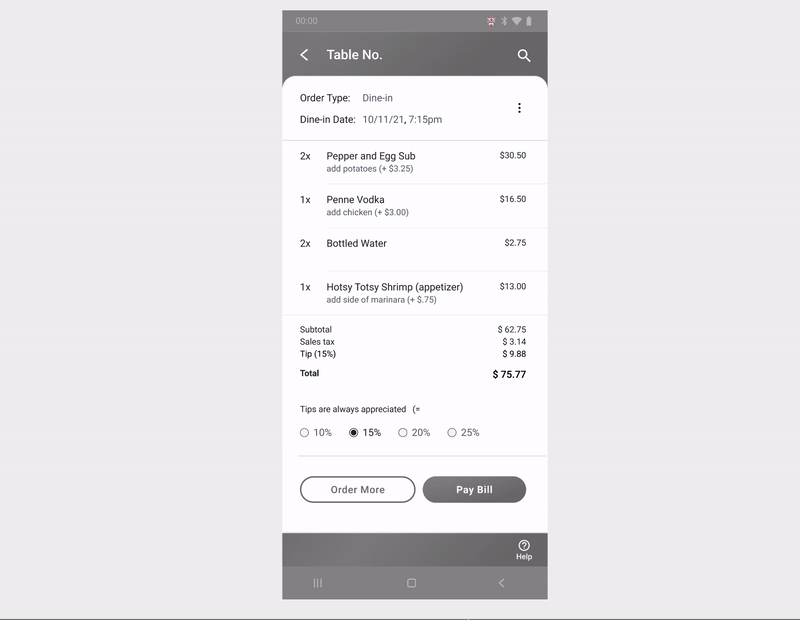 00:00
Table No.
Order Type: Dine-in
Dine-in Date: 10/11/21, 7:15pm
2x Pepper and Egg Sub $30.50
add potatoes (+ $3.25)
1x Penne Vodka $16.50
add chicken (+ $3.00)
2x Bottled Water $2.75
1x Hotsy Totsy Shrimp (appetizer) $13.00
add side of marinara (+ $.75)
Subtotal $ 62.75
Sales tax $ 3.14
Tip (15%) $ 9.88
Total $ 75.77
Tips are always appreciated (=
10% 15% 20% 25%
Order More Pay Bill
Help